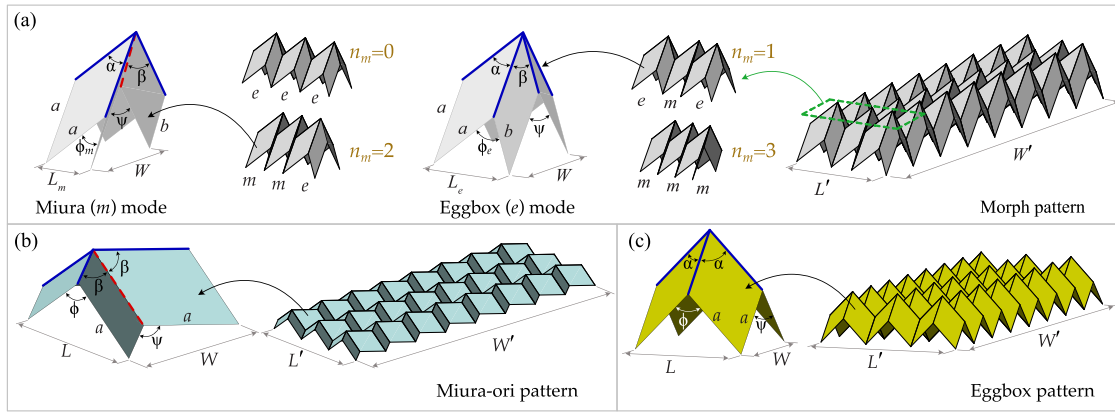 (a)
α β
a a ψ b
ϕm
Lm W
Miura (m) mode
nm=0
e e e
nm=2
m m e
α β
a b ψ
ϕe
Le W
Eggbox (e) mode
nm=1
e m e
nm=3
m m m
L′ W′
Morph pattern
(b)
β
β
ϕ a a
ψ
L W
L′ W′
Miura-ori pattern
(c)
α α
ϕ a a ψ
L W
L′ W′
Eggbox pattern